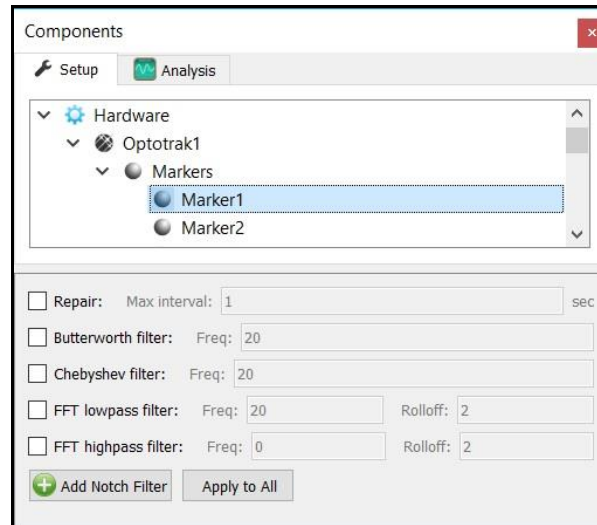 Components
Setup Analysis
Hardware
Optotrak1
Markers
Marker1
Marker2
Repair: Max interval: 1 sec
Butterworth filter: Freq: 20
Chebyshev filter: Freq: 20
FFT lowpass filter: Freq: 20 Rolloff: 2
FFT highpass filter: Freq: 0 Rolloff: 2
Add Notch Filter Apply to All